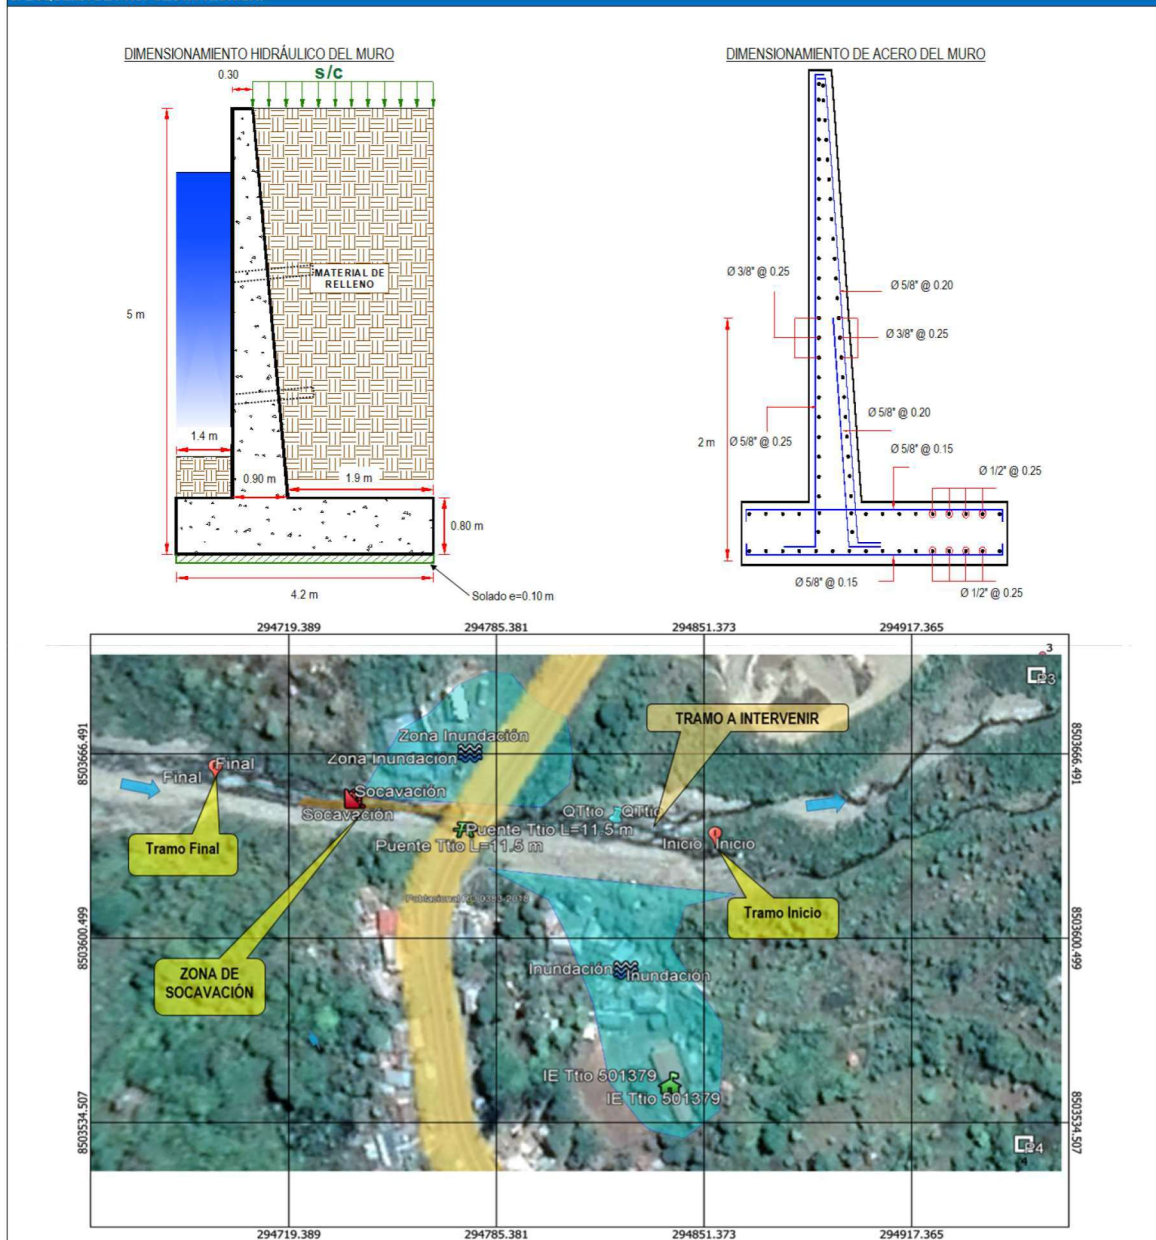 DIMENSIONAMIENTO HIDRÁULICO DEL MURO
0.30
s/c
MATERIAL DE
RELLENO
5 m
1.4 m
0.90 m
1.9 m
0.80 m
4.2 m
Solado e=0.10 m
DIMENSIONAMIENTO DE ACERO DEL MURO
Ø 3/8" @ 0.25
Ø 5/8" @ 0.20
Ø 3/8" @ 0.25
Ø 5/8" @ 0.20
2 m
Ø 5/8" @ 0.25
Ø 5/8" @ 0.15
Ø 1/2" @ 0.25
Ø 5/8" @ 0.15
Ø 1/2" @ 0.25
294719.389
294785.381
294851.373
294917.365
3
P3
8503666.491
8503666.491
TRAMO A INTERVENIR
Zona Inundación
Zona Inundación
Final
Final
Socavación
Socavación
QTtio
QTtio
Puente Ttio L=11.5 m
Puente Ttio L=11.5 m
Inicio
Inicio
Tramo Final
Tramo Inicio
8503600.499
8503600.499
ZONA DE
SOCAVACIÓN
Inundación
Inundación
IE Ttio 501379
IE Ttio 501379
8503534.507
8503534.507
P4
294719.389
294785.381
294851.373
294917.365